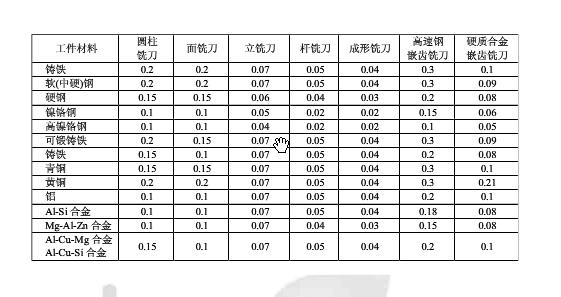 工件材料 圆柱铣刀 面铣刀 立铣刀 杆铣刀 成形铣刀 高速钢嵌齿铣刀 硬质合金嵌齿铣刀
铸铁 0.2 0.2 0.07 0.05 0.04 0.3 0.1
软(中硬)钢 0.2 0.2 0.07 0.05 0.04 0.3 0.09
硬钢 0.15 0.15 0.06 0.04 0.03 0.2 0.08
镍铬钢 0.1 0.1 0.05 0.02 0.02 0.15 0.06
高镍铬钢 0.1 0.1 0.04 0.02 0.02 0.1 0.05
可锻铸铁 0.2 0.15 0.07 0.05 0.04 0.3 0.09
铸铁 0.15 0.1 0.07 0.05 0.04 0.2 0.08
青铜 0.15 0.15 0.07 0.05 0.04 0.3 0.1
黄铜 0.2 0.2 0.07 0.05 0.04 0.3 0.21
铝 0.1 0.1 0.07 0.05 0.04 0.2 0.1
Al-Si 合金 0.1 0.1 0.07 0.05 0.04 0.18 0.08
Mg-Al-Zn 合金 0.1 0.1 0.07 0.04 0.03 0.15 0.08
Al-Cu-Mg 合金
Al-Cu-Si 合金 0.15 0.1 0.07 0.05 0.04 0.2 0.1